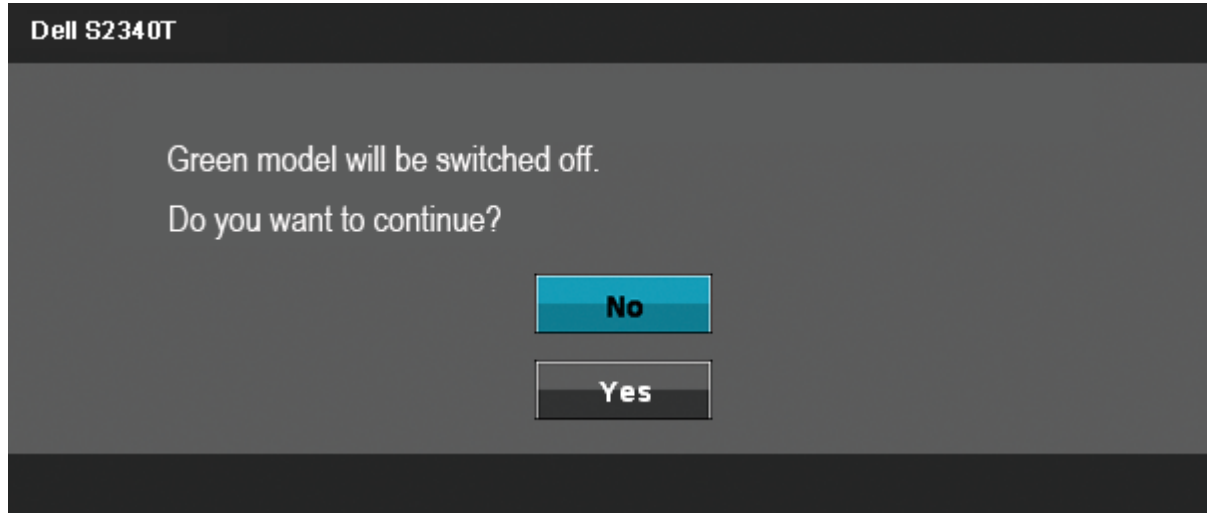 Dell S2340T
Green model will be switched off.
Do you want to continue?
No
Yes